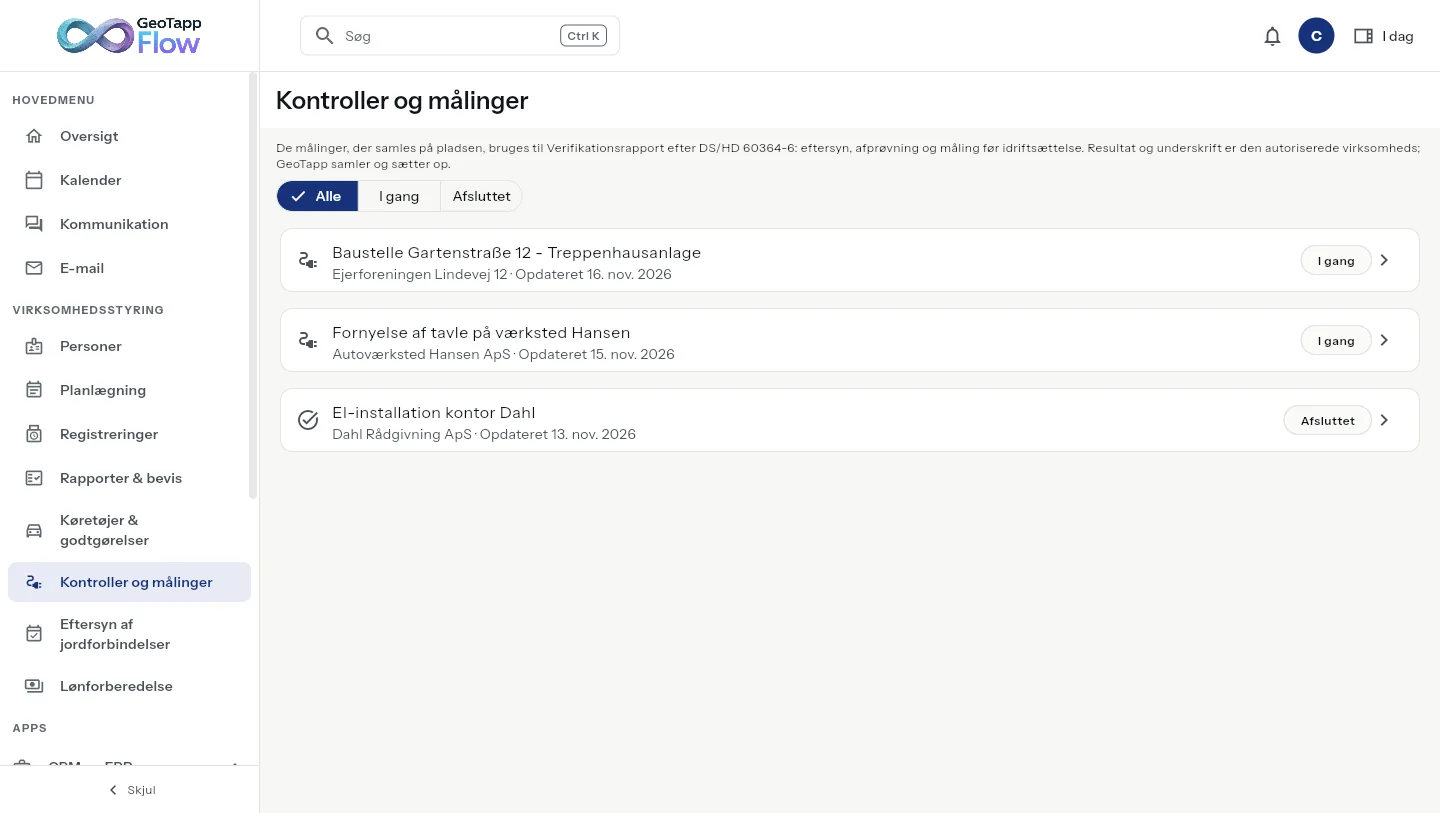 GeoTapp
Flow
Søg
Ctrl K
C
I dag
HOVEDMENU
Oversigt
Kalender
Kommunikation
E-mail
VIRKSOMHEDSSTYRING
Personer
Planlægning
Registreringer
Rapporter & bevis
Køretøjer &
godtgørelser
Kontroller og målinger
Eftersyn af
jordforbindelser
Lønforberedelse
APPS
Skjul
Kontroller og målinger
De målinger, der samles på pladsen, bruges til Verifikationsrapport efter DS/HD 60364-6: eftersyn, afprøvning og måling før idriftsættelse. Resultat og underskrift er den autoriserede virksomheds;
GeoTapp samler og sætter op.
Alle
I gang
Afsluttet
Baustelle Gartenstraße 12 - Treppenhausanlage
Ejerforeningen Lindevej 12 · Opdateret 16. nov. 2026
I gang
Fornyelse af tavle på værksted Hansen
Autoværksted Hansen ApS · Opdateret 15. nov. 2026
I gang
El-installation kontor Dahl
Dahl Rådgivning ApS · Opdateret 13. nov. 2026
Afsluttet